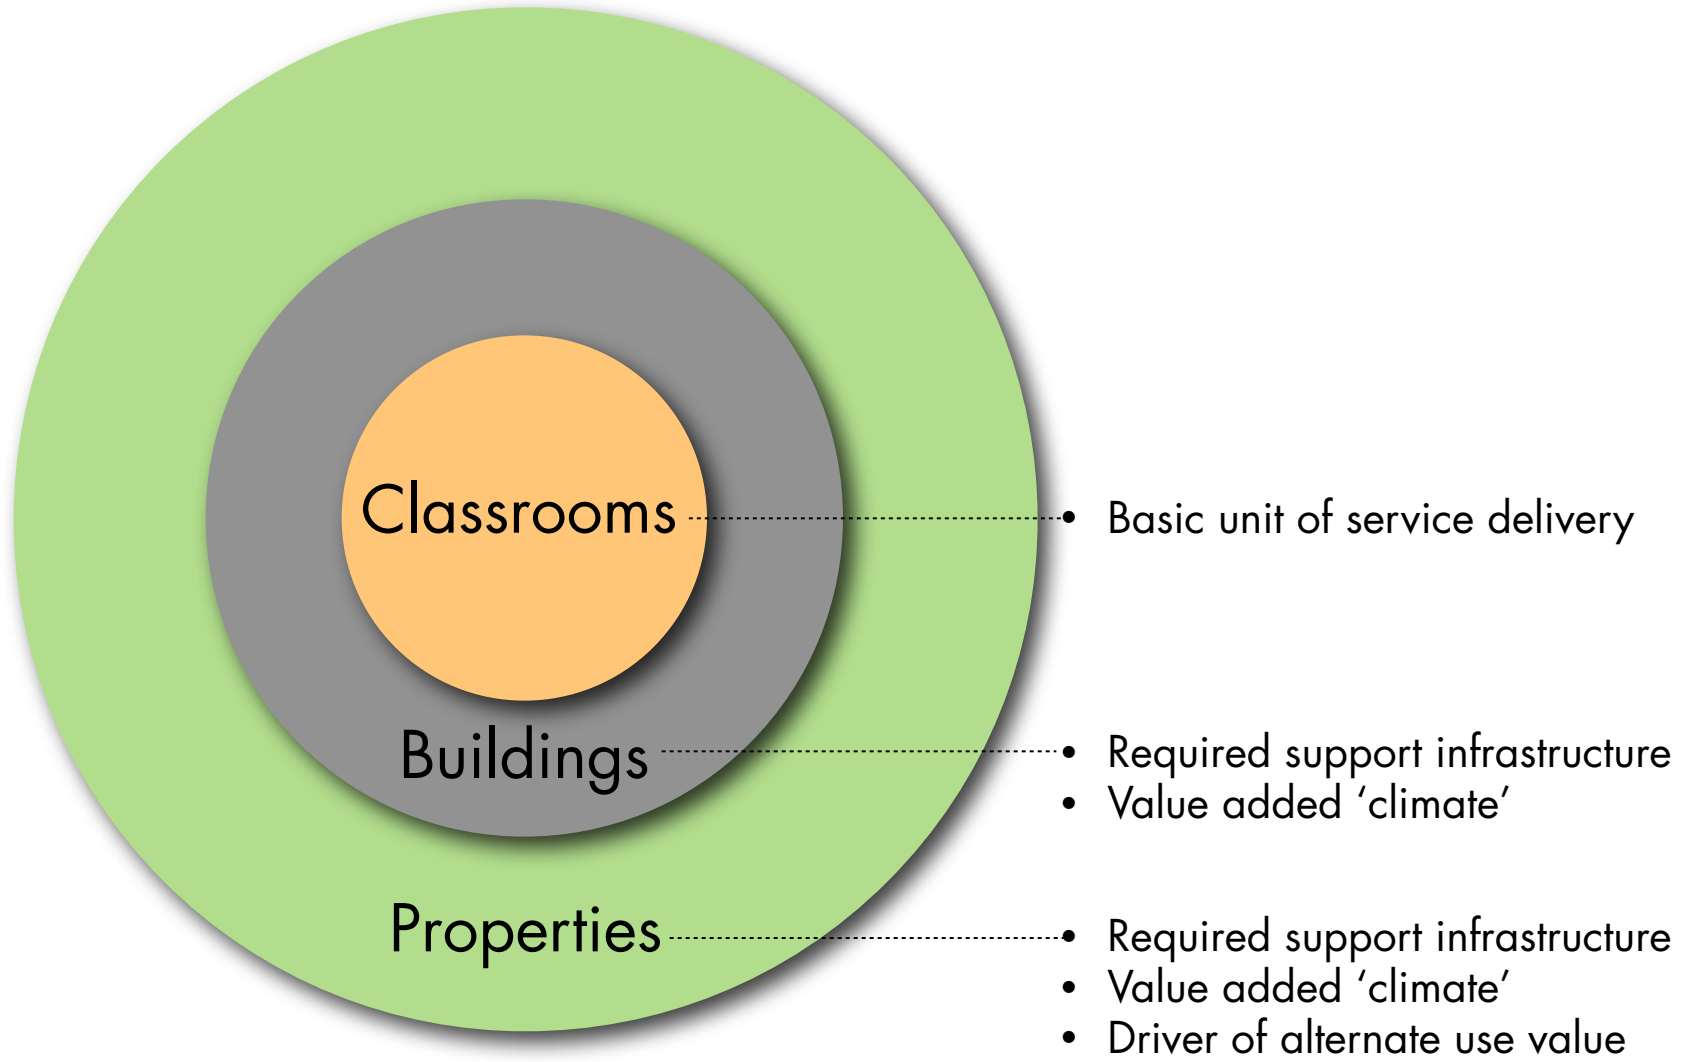 Classrooms
• Basic unit of service delivery
Buildings
• Required support infrastructure
• Value added ‘climate’
Properties
• Required support infrastructure
• Value added ‘climate’
• Driver of alternate use value